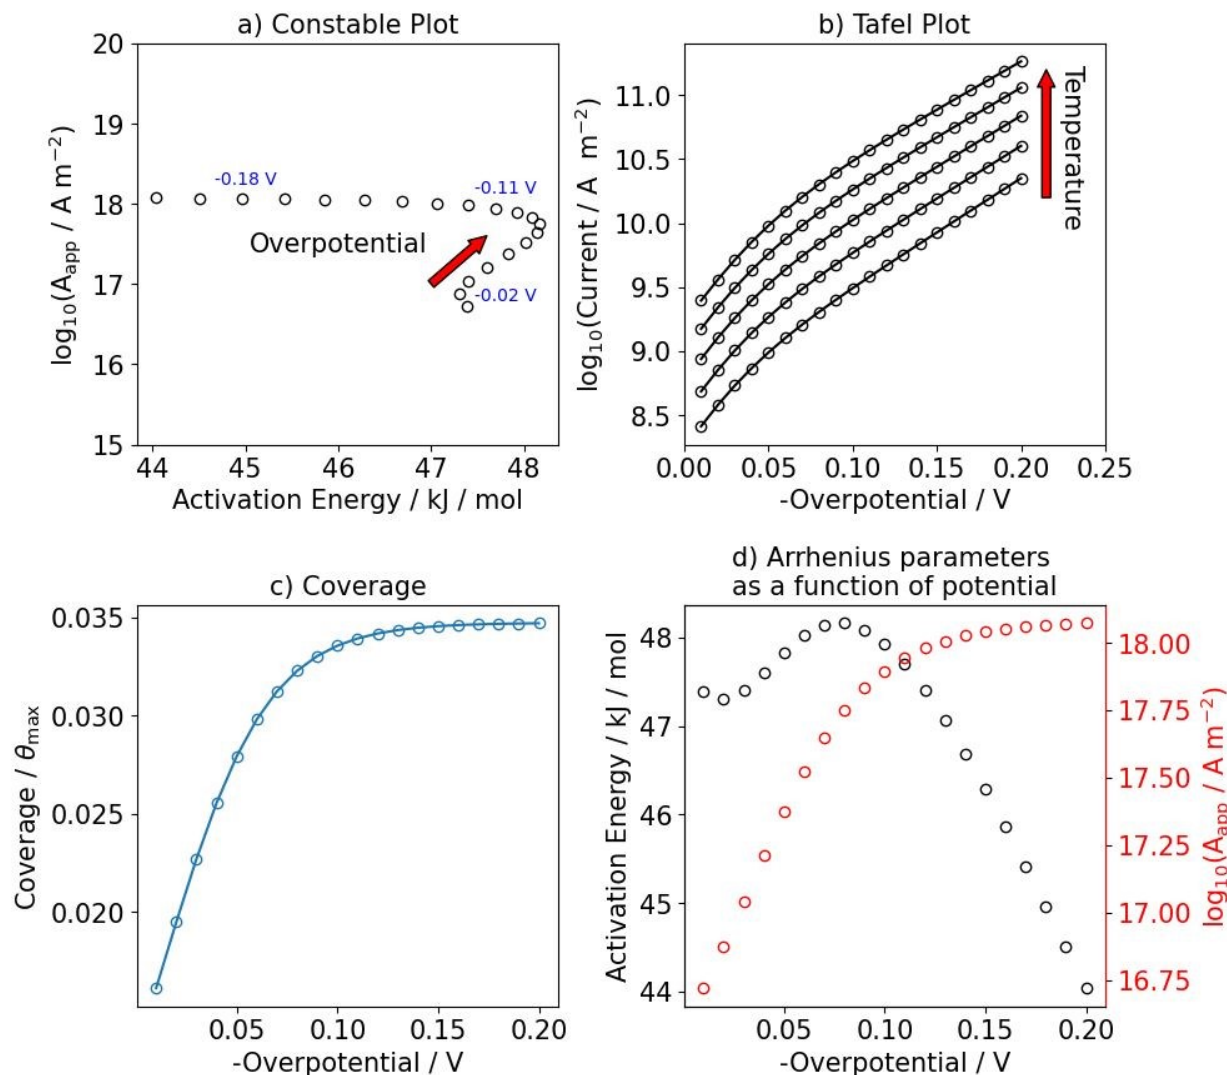 a) Constable Plot
20
19
18
17
16
15
log₁₀(A_app / A m⁻²)
-0.18 V
-0.11 V
Overpotential
-0.02 V
44 45 46 47 48
Activation Energy / kJ / mol
b) Tafel Plot
11.0
10.5
10.0
9.5
9.0
8.5
log₁₀(Current / A m⁻²)
Temperature
0.00 0.05 0.10 0.15 0.20 0.25
-Overpotential / V
c) Coverage
0.035
0.030
0.025
0.020
Coverage / θ_max
0.05 0.10 0.15 0.20
-Overpotential / V
d) Arrhenius parameters
as a function of potential
48
47
46
45
44
Activation Energy / kJ / mol
18.00
17.75
17.50
17.25
17.00
16.75
log₁₀(A_app / A m⁻²)
0.05 0.10 0.15 0.20
-Overpotential / V